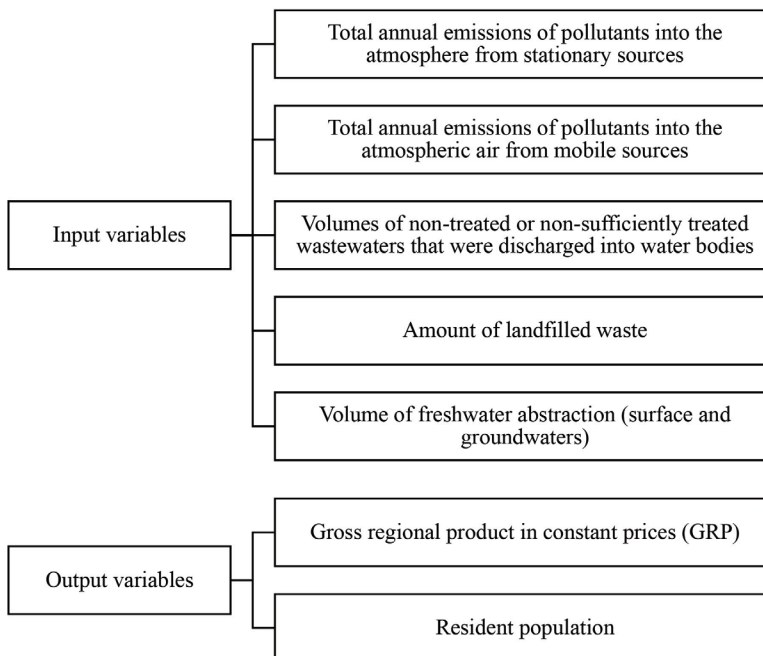 Total annual emissions of pollutants into the
atmosphere from stationary sources
Total annual emissions of pollutants into the
atmospheric air from mobile sources
Input variables
Volumes of non-treated or non-sufficiently treated
wastewaters that were discharged into water bodies
Amount of landfilled waste
Volume of freshwater abstraction (surface and
groundwaters)
Gross regional product in constant prices (GRP)
Output variables
Resident population